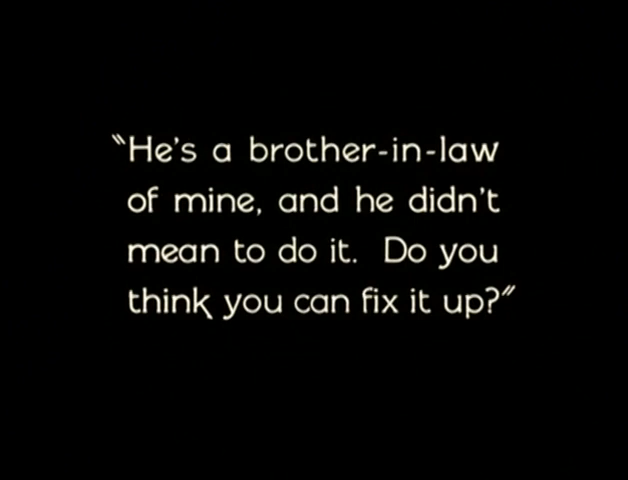 "He's a brother-in-law
of mine, and he didn't
mean to do it. Do you
think you can fix it up?"